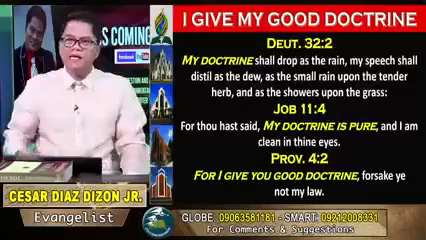 I GIVE MY GOOD DOCTRINE
DEUT. 32:2
MY DOCTRINE shall drop as the rain, my speech shall
distil as the dew, as the small rain upon the tender
herb, and as the showers upon the grass:
JOB 11:4
For thou hast said, MY DOCTRINE IS PURE, and I am
clean in thine eyes.
PROV. 4:2
FOR I GIVE YOU GOOD DOCTRINE, forsake ye
not my law.
S COMING
YouTube
CESAR DIAZ DIZON JR.
Evangelist
GLOBE: 09063581181 - SMART: 09212008331
For Comments & Suggestions